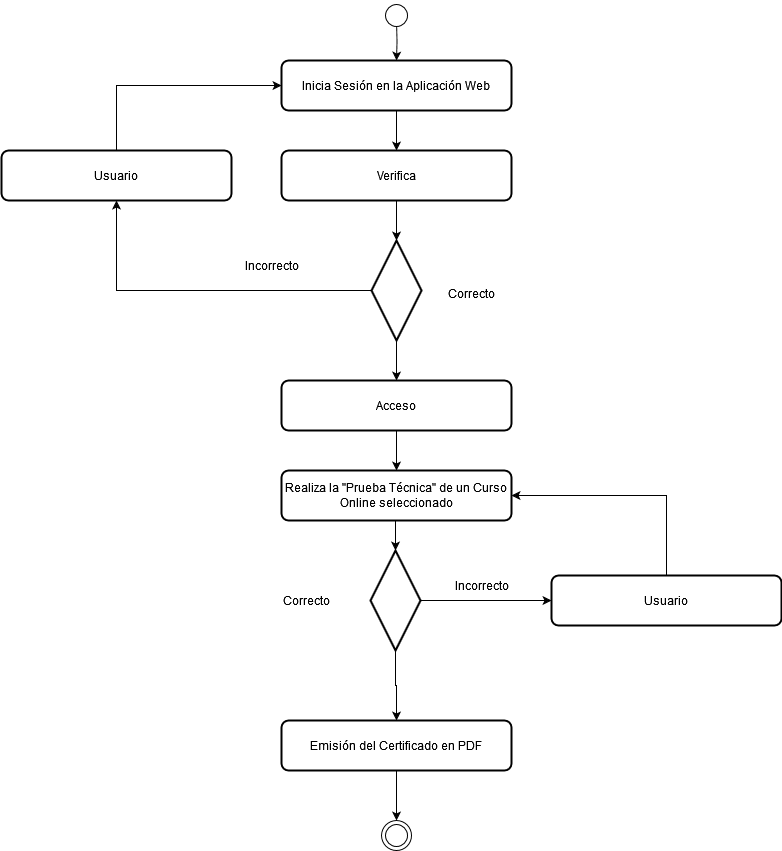 Inicia Sesión en la Aplicación Web
Usuario
Verifica
Incorrecto
Correcto
Acceso
Realiza la "Prueba Técnica" de un Curso
Online seleccionado
Incorrecto
Correcto
Usuario
Emisión del Certificado en PDF